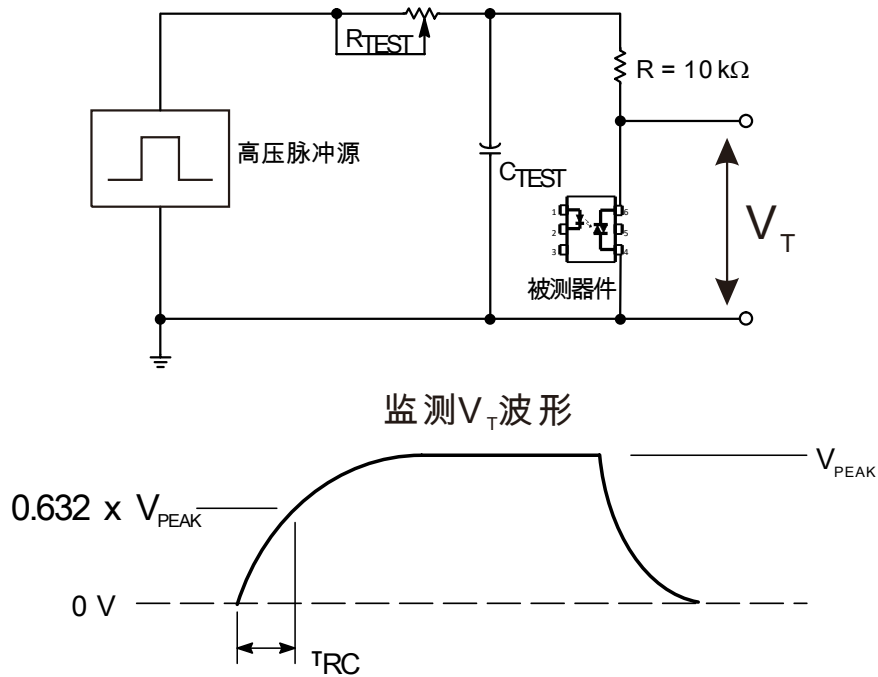 RTEST
R = 10 kΩ
高压脉冲源
CTEST
1
2
3
6
5
4
被测器件
VT
监测VT波形
VPEAK
0.632 x VPEAK
0 V
τRC